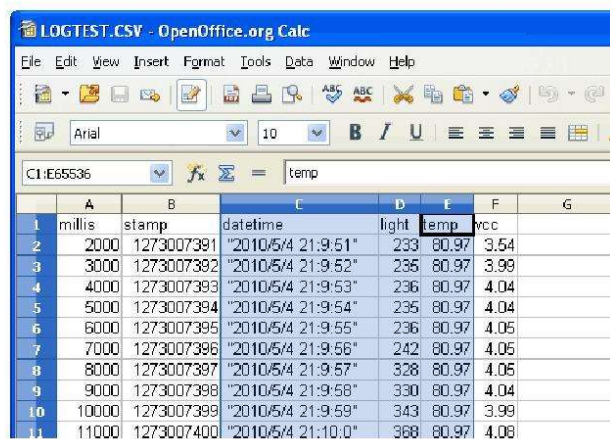 LOGTEST.CSV - OpenOffice.org Calc
File Edit View Insert Format Tools Data Window Help
ABC ABC
Arial 10 B I U
C1:E65536 fx Σ = temp
A B C D E F G
1 millis stamp datetime light temp vcc
2 2000 1273007391 "2010/5/4 21:9:51" 233 80.97 3.54
3 3000 1273007392 "2010/5/4 21:9:52" 235 80.97 3.99
4 4000 1273007393 "2010/5/4 21:9:53" 236 80.97 4.04
5 5000 1273007394 "2010/5/4 21:9:54" 235 80.97 4.04
6 6000 1273007395 "2010/5/4 21:9:55" 236 80.97 4.05
7 7000 1273007396 "2010/5/4 21:9:56" 242 80.97 4.05
8 8000 1273007397 "2010/5/4 21:9:57" 328 80.97 4.05
9 9000 1273007398 "2010/5/4 21:9:58" 330 80.97 4.04
10 10000 1273007399 "2010/5/4 21:9:59" 343 80.97 3.99
11 11000 1273007400 "2010/5/4 21:10:0" 368 80.97 4.08